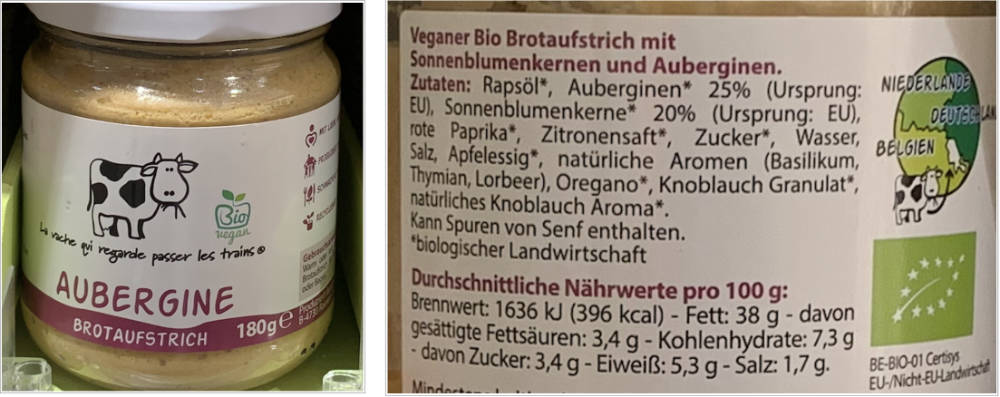 MIT LIEBE
La vache qui regarde passer les trains ®
Bio
vegan
AUBERGINE
BROTAUFSTRICH
180g e
Veganer Bio Brotaufstrich mit
Sonnenblumenkernen und Auberginen.
Zutaten: Rapsöl*, Auberginen* 25% (Ursprung:
EU), Sonnenblumenkerne* 20% (Ursprung: EU),
rote Paprika*, Zitronensaft*, Zucker*, Wasser,
Salz, Apfelessig*, natürliche Aromen (Basilikum,
Thymian, Lorbeer), Oregano*, Knoblauch Granulat*,
natürliches Knoblauch Aroma*.
Kann Spuren von Senf enthalten.
*biologischer Landwirtschaft
Durchschnittliche Nährwerte pro 100 g:
Brennwert: 1636 kJ (396 kcal) - Fett: 38 g - davon
gesättigte Fettsäuren: 3,4 g - Kohlenhydrate: 7,3 g
- davon Zucker: 3,4 g - Eiweiß: 5,3 g - Salz: 1,7 g.
NIEDERLANDE
DEUTSCHLAN
BELGIEN
BE-BIO-01 Certisys
EU-/Nicht-EU-Landwirtschaft